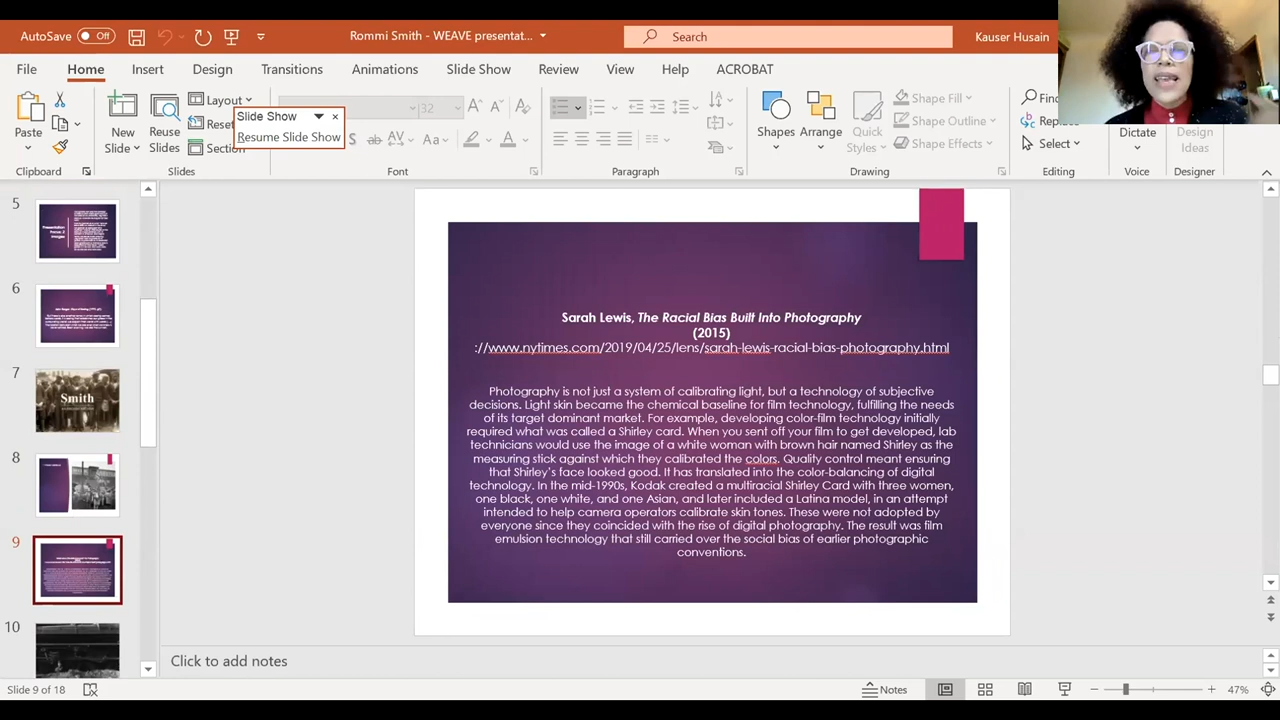 AutoSave Off Rommi Smith - WEAVE presentat... Search Kauser Husain
File Home Insert Design Transitions Animations Slide Show Review View Help ACROBAT
Paste
Clipboard
New Slide
Reuse Slides
Layout
Reset
Section
Slides
Slide Show
Resume Slide Show
32
Font
Paragraph
Shapes
Arrange
Quick Styles
Shape Fill
Shape Outline
Shape Effects
Drawing
Replace
Select
Editing
Dictate
Voice
Design Ideas
Designer
5
6
7
Smith
8
9
10
Sarah Lewis, The Racial Bias Built Into Photography
(2015)
://www.nytimes.com/2019/04/25/lens/sarah-lewis-racial-bias-photography.html
Photography is not just a system of calibrating light, but a technology of subjective
decisions. Light skin became the chemical baseline for film technology, fulfilling the needs
of its target dominant market. For example, developing color-film technology initially
required what was called a Shirley card. When you sent off your film to get developed, lab
technicians would use the image of a white woman with brown hair named Shirley as the
measuring stick against which they calibrated the colors. Quality control meant ensuring
that Shirley's face looked good. It has translated into the color-balancing of digital
technology. In the mid-1990s, Kodak created a multiracial Shirley Card with three women,
one black, one white, and one Asian, and later included a Latina model, in an attempt
intended to help camera operators calibrate skin tones. These were not adopted by
everyone since they coincided with the rise of digital photography. The result was film
emulsion technology that still carried over the social bias of earlier photographic
conventions.
Click to add notes
Slide 9 of 18 Notes 47%